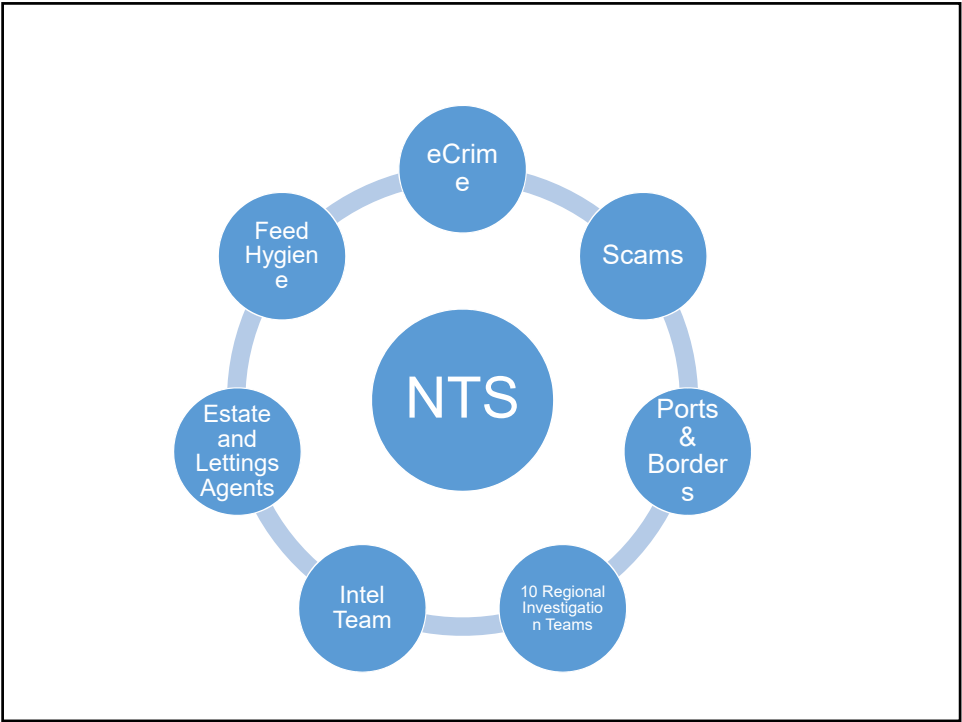 eCrim
e
Scams
Ports
&
Border
s
10 Regional
Investigatio
n Teams
Intel
Team
Estate
and
Lettings
Agents
Feed
Hygien
e
NTS